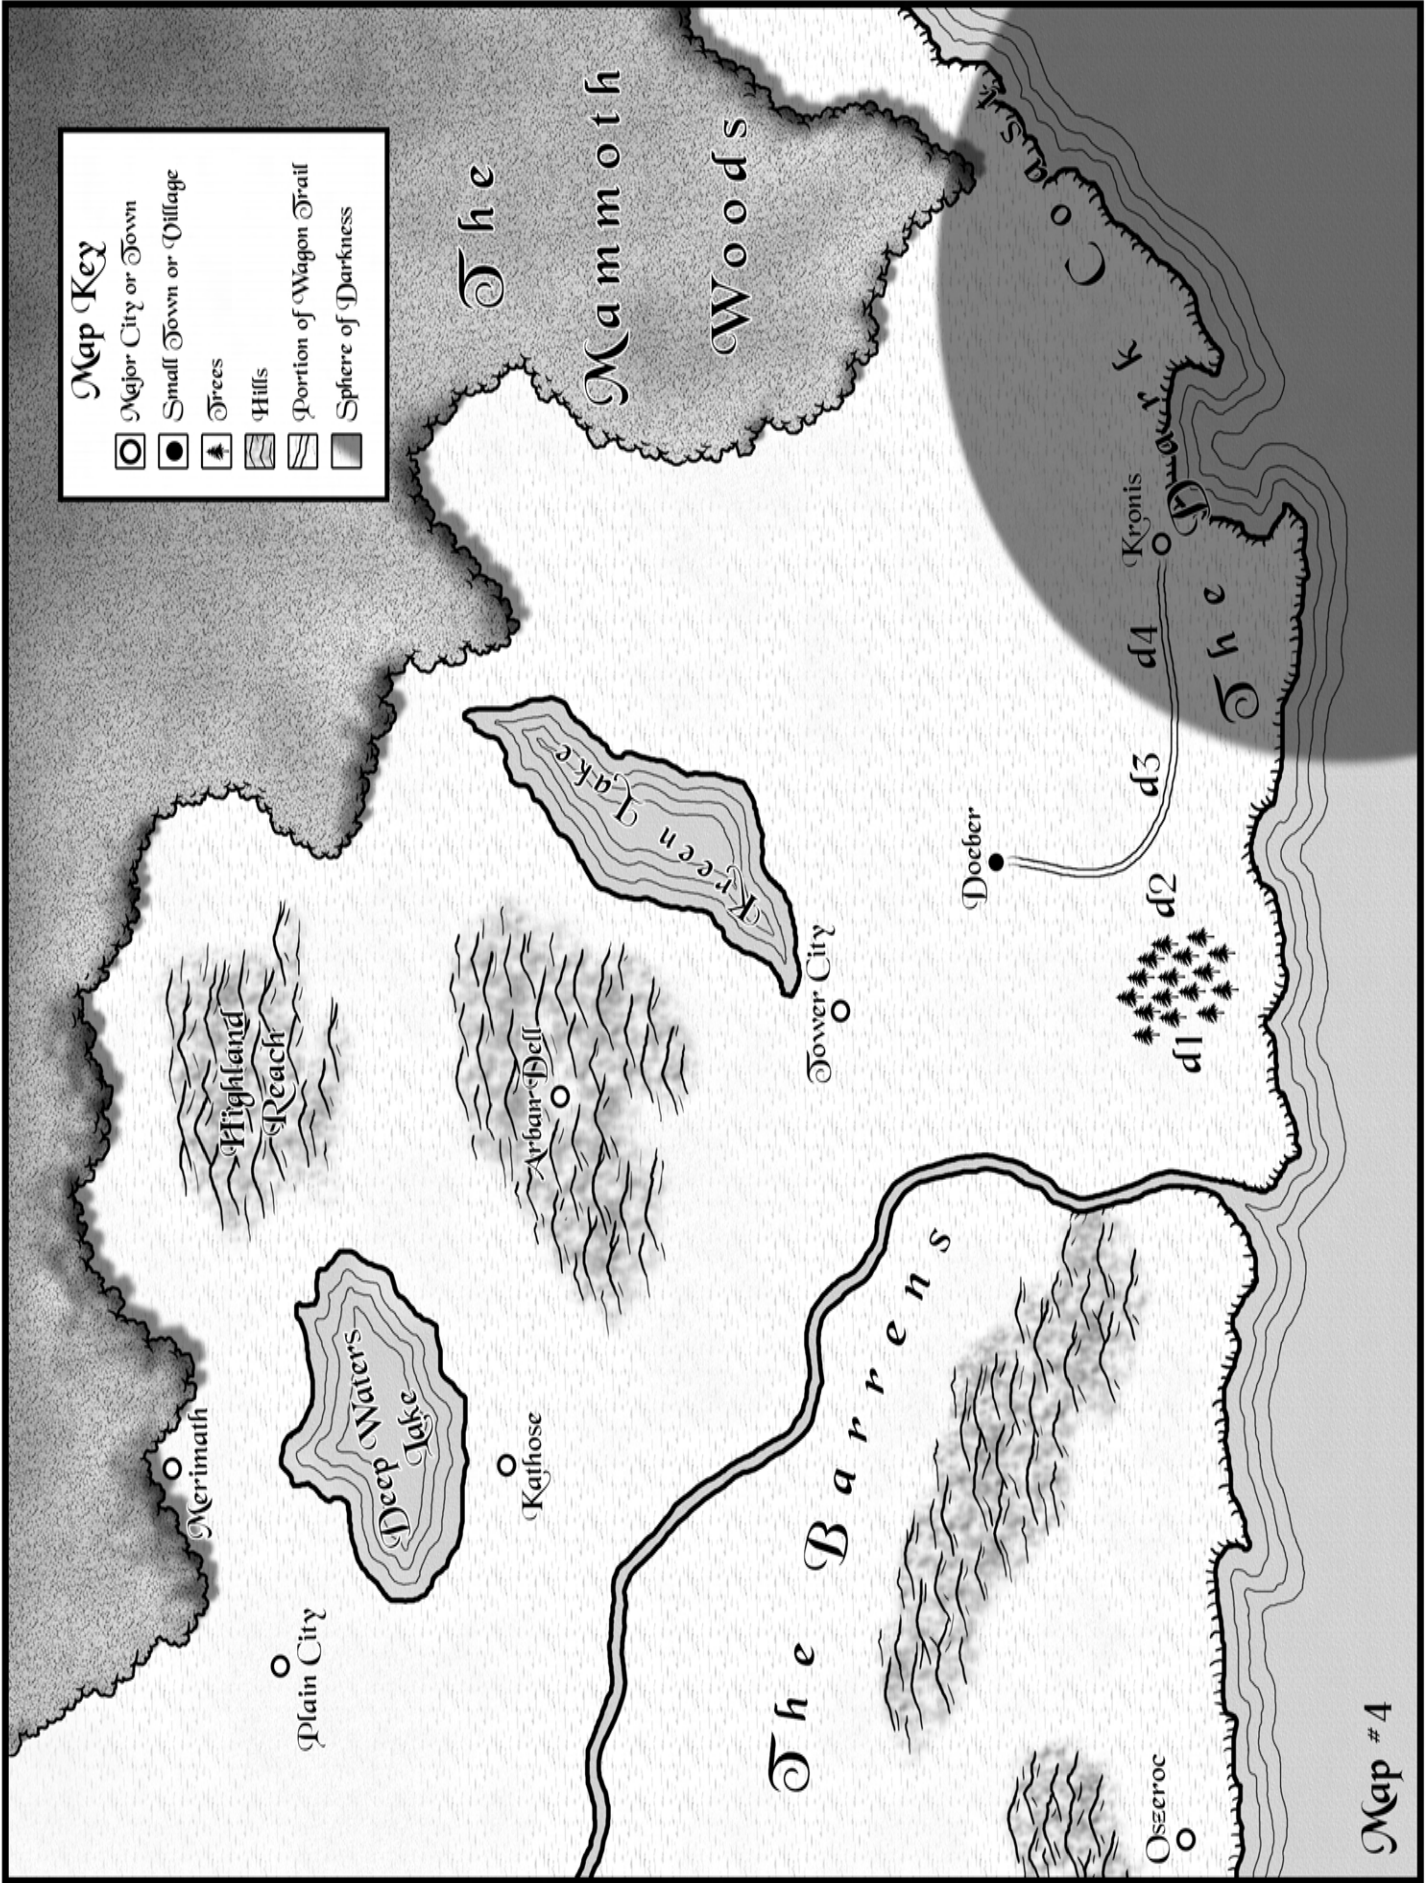 Map Key
Major City or Town
Small Town or Village
Trees
Hills
Portion of Wagon Trail
Sphere of Darkness
The
Mammoth
Woods
Merimath
Plain City
Deep Waters
Lake
Highland
Reach
Kathose
Arban Dell
Kreen Lake
Tower City
The Barrens
Doeber
Kronis
d1
d2
d3
d4
The Dark Coast
Oszeroc
Map #4